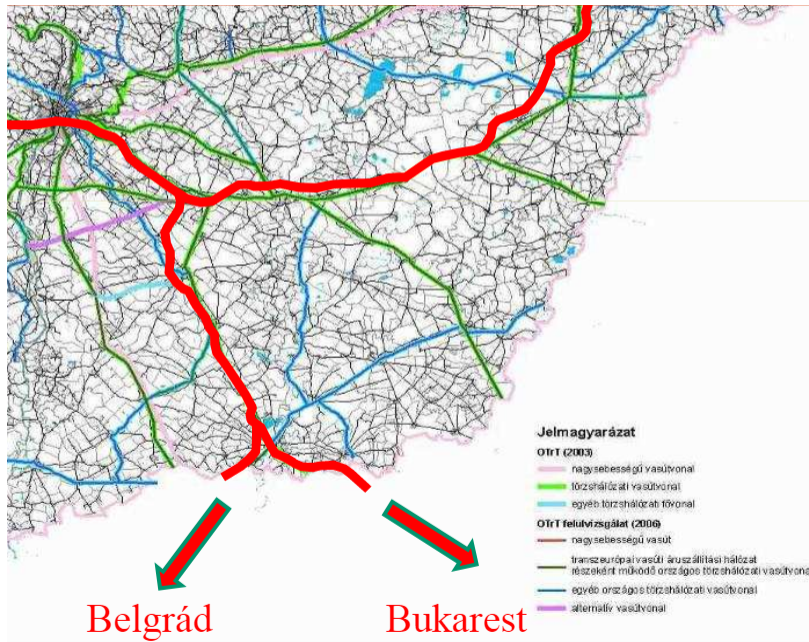 Jelmagyarázat
OTrT (2003)
nagysebességű vasútvonal
törzshálózati vasútvonal
egyéb törzshálózati fővonal
OTrT felülvizsgálat (2006)
nagysebességű vasút
transzeurópai vasúti áruszállítási hálózat
részeként működő országos törzshálózati vasútvona
egyéb országos törzshálózati vasútvonal
alternatív vasútvonal
Belgrád
Bukarest